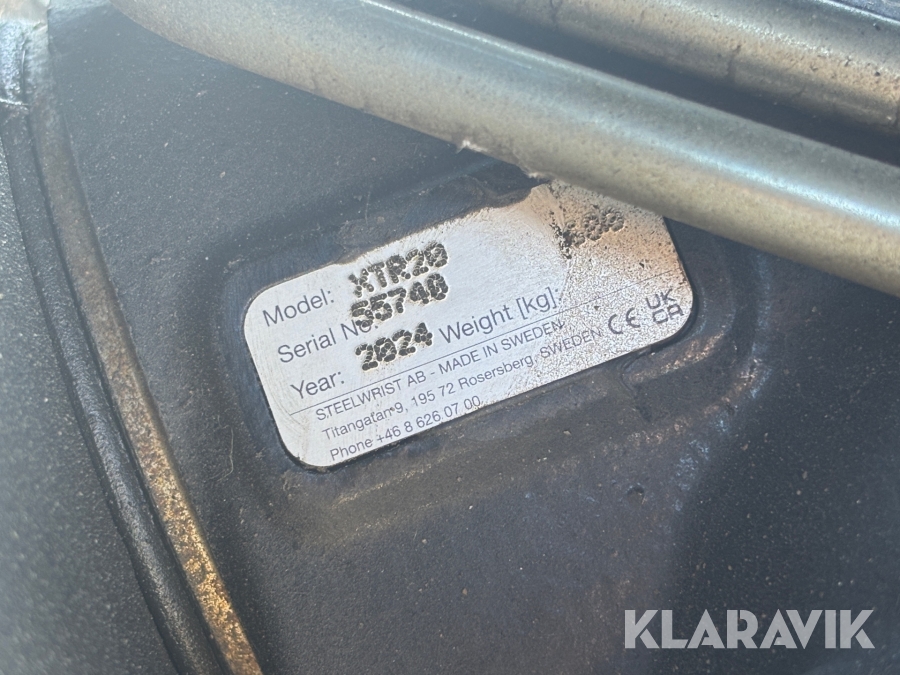 Model: XTR20
Serial No. S5740
Year: 2024 Weight [kg]:
STEELWRIST AB - MADE IN SWEDEN
Titangatan 9, 195 72 Rosersberg, SWEDEN
Phone +46 8 626 07 00
CE UK CA
KLARAVIK